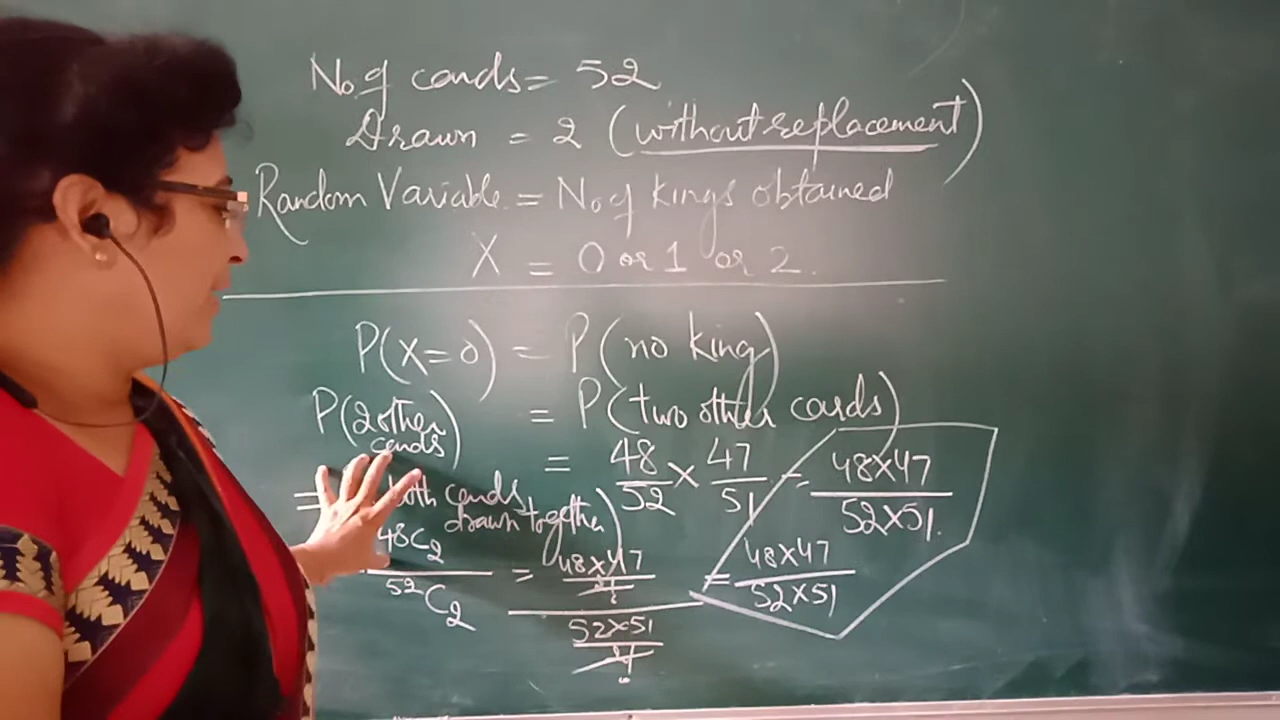 No of cards = 52
Drawn = 2 (without replacement)
Random Variable = No of kings obtained
X = 0 or 1 or 2.
P(X=0) = P(no king)
P(2 other cards) = P(two other cards)
= 48/52 × 47/51 = 48×47/52×51.
= both cards drawn together)
48C2/52C2 = 48×47/2!/52×51/2! = 48×47/52×51